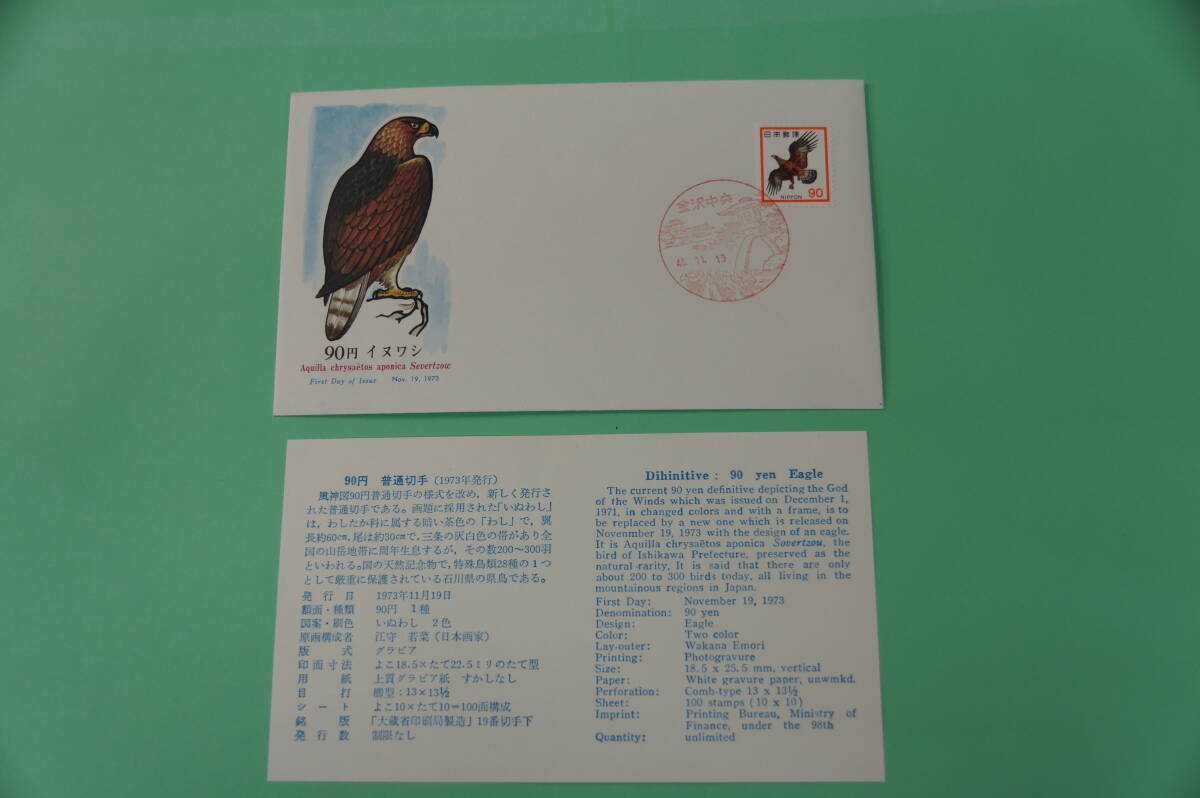 日本郵便
90
NIPPON
金沢中央
48.11.19
90円 イヌワシ
Aquilla chrysaëtos aponica Severtzow
First Day of Issue Nov. 19, 1973
90円 普通切手(1973年発行)
風神図90円普通切手の様式を改め,新しく発行さ
れた普通切手である。画題に採用された「いぬわし」
は,わしたか科に属する暗い茶色の「わし」で,翼
長約60cm,尾は約30cmで,三条の灰白色の帯があり全
国の山岳地帯に周年生息するが,その数200〜300羽
といわれる。国の天然記念物で,特殊鳥類28種の1つ
として厳重に保護されている石川県の県鳥である。
発行日 1973年11月19日
額面・種類 90円 1種
図案・刷色 いぬわし 2色
原画構成者 江守 若菜(日本画家)
版式 グラビア
印面寸法 よこ18.5×たて22.5ミリのたて型
用紙 上質グラビア紙 すかしなし
目打 櫛型:13×13½
シート よこ10×たて10=100面構成
銘版 「大蔵省印刷局製造」19番切手下
発行数 制限なし
Dihinitive: 90 yen Eagle
The current 90 yen definitive depicting the God
of the Winds which was issued on December 1,
1971, in changed colors and with a frame, is to
be replaced by a new one which is released on
Novenmber 19, 1973 with the design of an eagle.
It is Aquilla chrysaëtos aponica Sovertzou, the
bird of Ishikawa Prefecture, preserved as the
natural rarity. It is said that there are only
about 200 to 300 birds today, all living in the
mountainous regions in Japan.
First Day: November 19, 1973
Denomination: 90 yen
Design: Eagle
Color: Two color
Lay-outer: Wakana Emori
Printing: Photogravure
Size: 18.5 x 25.5 mm, vertical
Paper: White gravure paper, unwmkd.
Perforation: Comb-type 13 x 13½
Sheet: 100 stamps (10 x 10)
Imprint: Printing Bureau, Ministry of
Finance, under the 98th
Quantity: unlimited